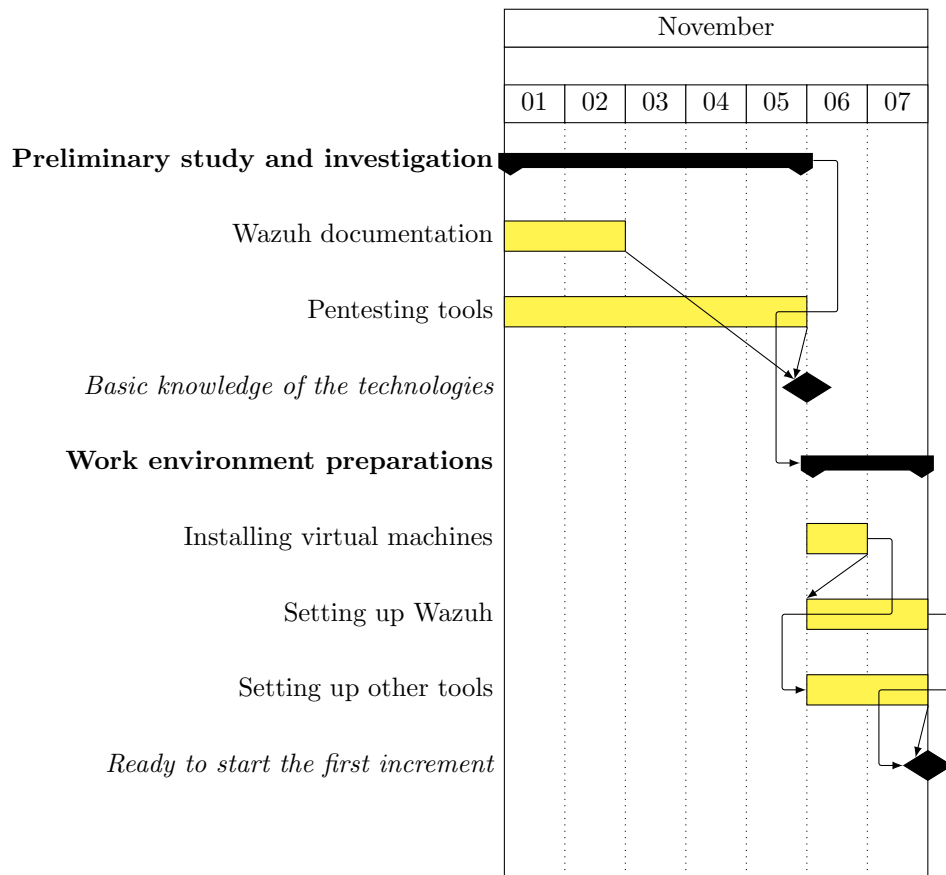 November
01 02 03 04 05 06 07
Preliminary study and investigation
Wazuh documentation
Pentesting tools
Basic knowledge of the technologies
Work environment preparations
Installing virtual machines
Setting up Wazuh
Setting up other tools
Ready to start the first increment